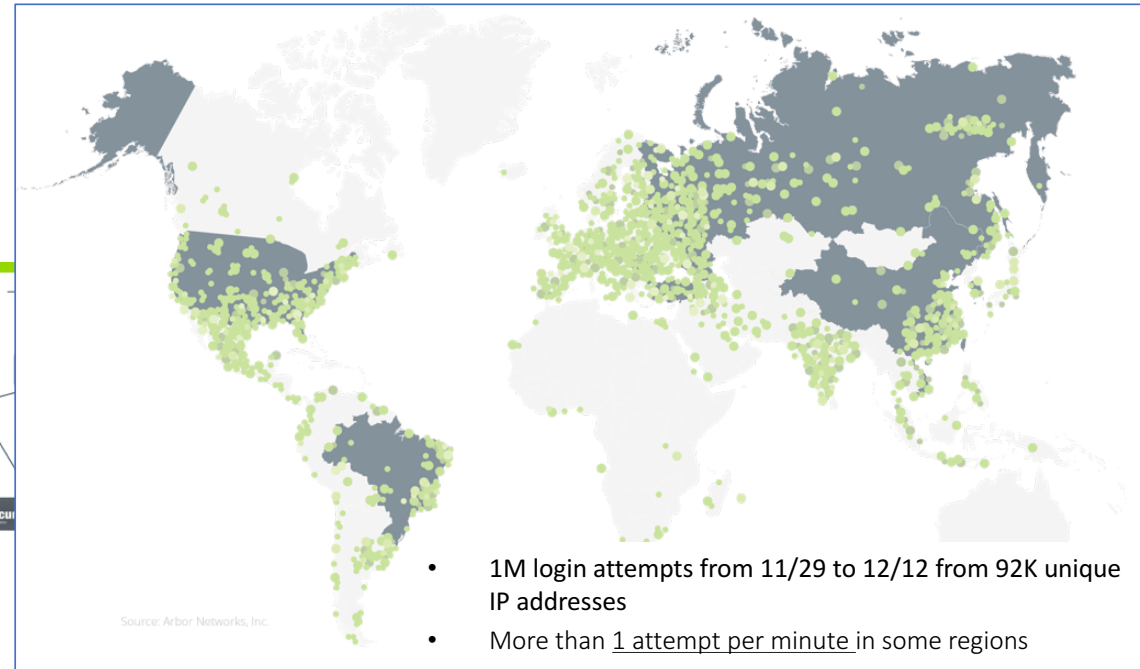 Source: Arbor Networks, Inc.
• 1M login attempts from 11/29 to 12/12 from 92K unique
IP addresses
• More than 1 attempt per minute in some regions